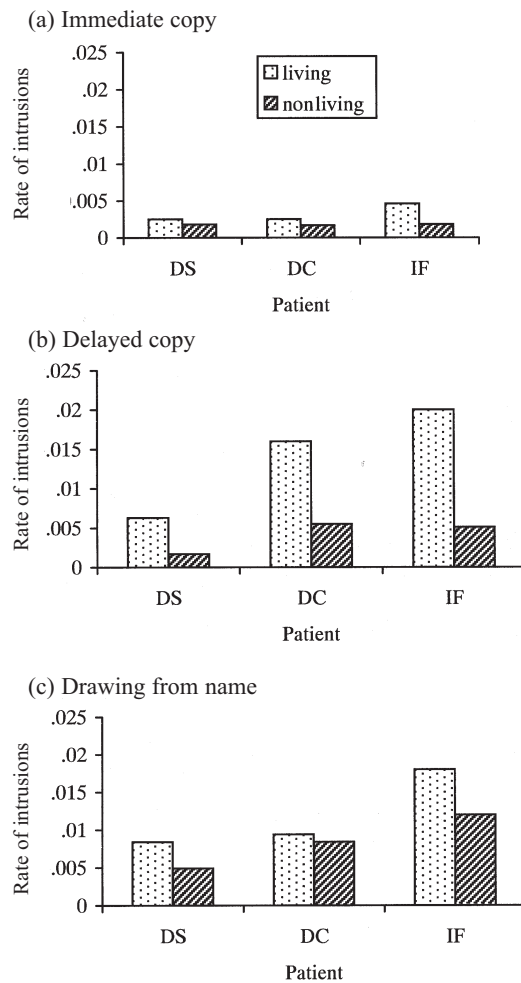 (a) Immediate copy
.025
.02
.015
.01
.005
0
Rate of intrusions
living
nonliving
DS DC IF
Patient
(b) Delayed copy
.025
.02
.015
.01
.005
0
Rate of intrusions
DS DC IF
Patient
(c) Drawing from name
.025
.02
.015
.01
.005
0
Rate of intrusions
DS DC IF
Patient